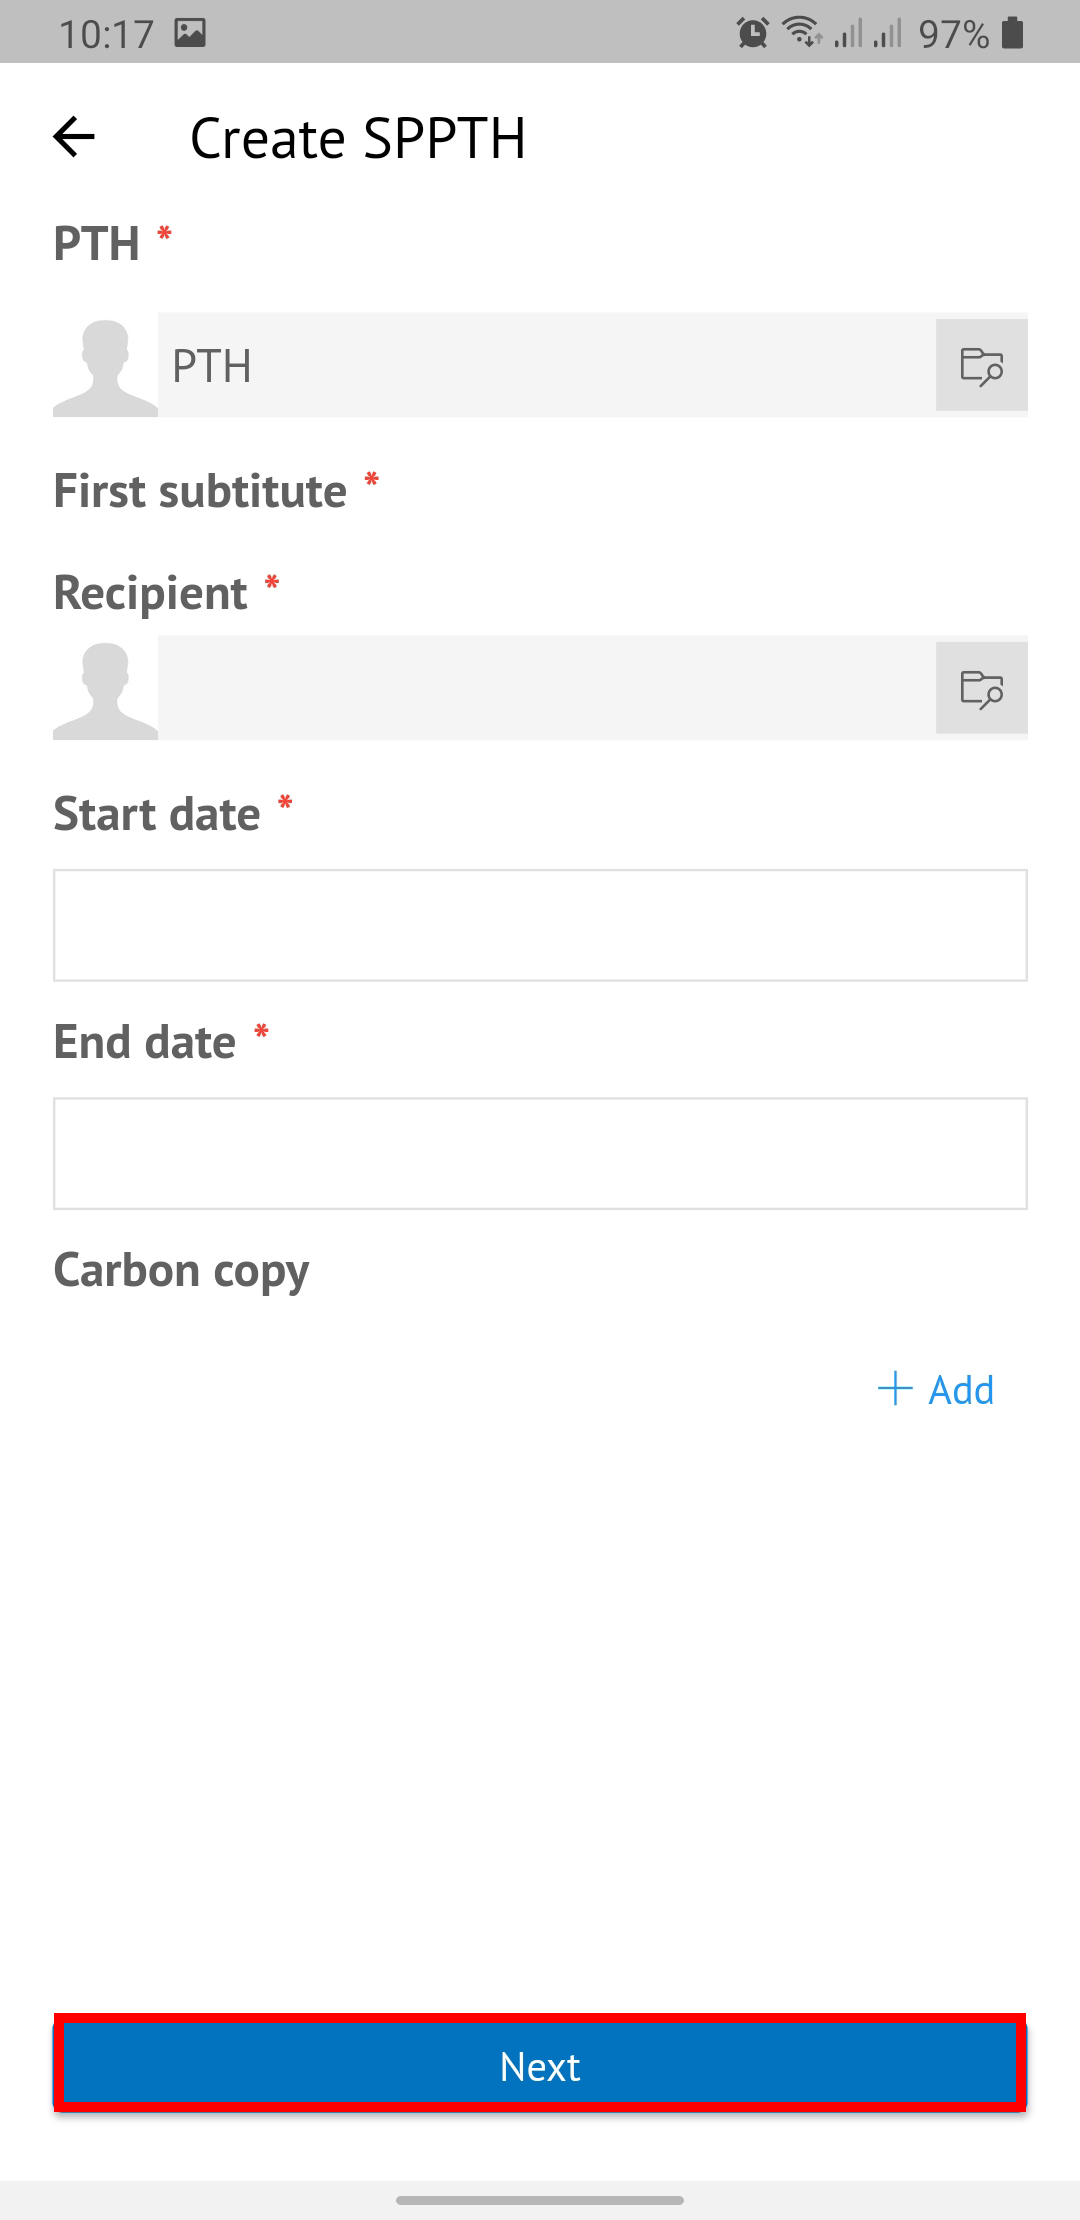 10:17 97%
Create SPPTH
PTH *
PTH
First subtitute *
Recipient *
Start date *
End date *
Carbon copy
+ Add
Next